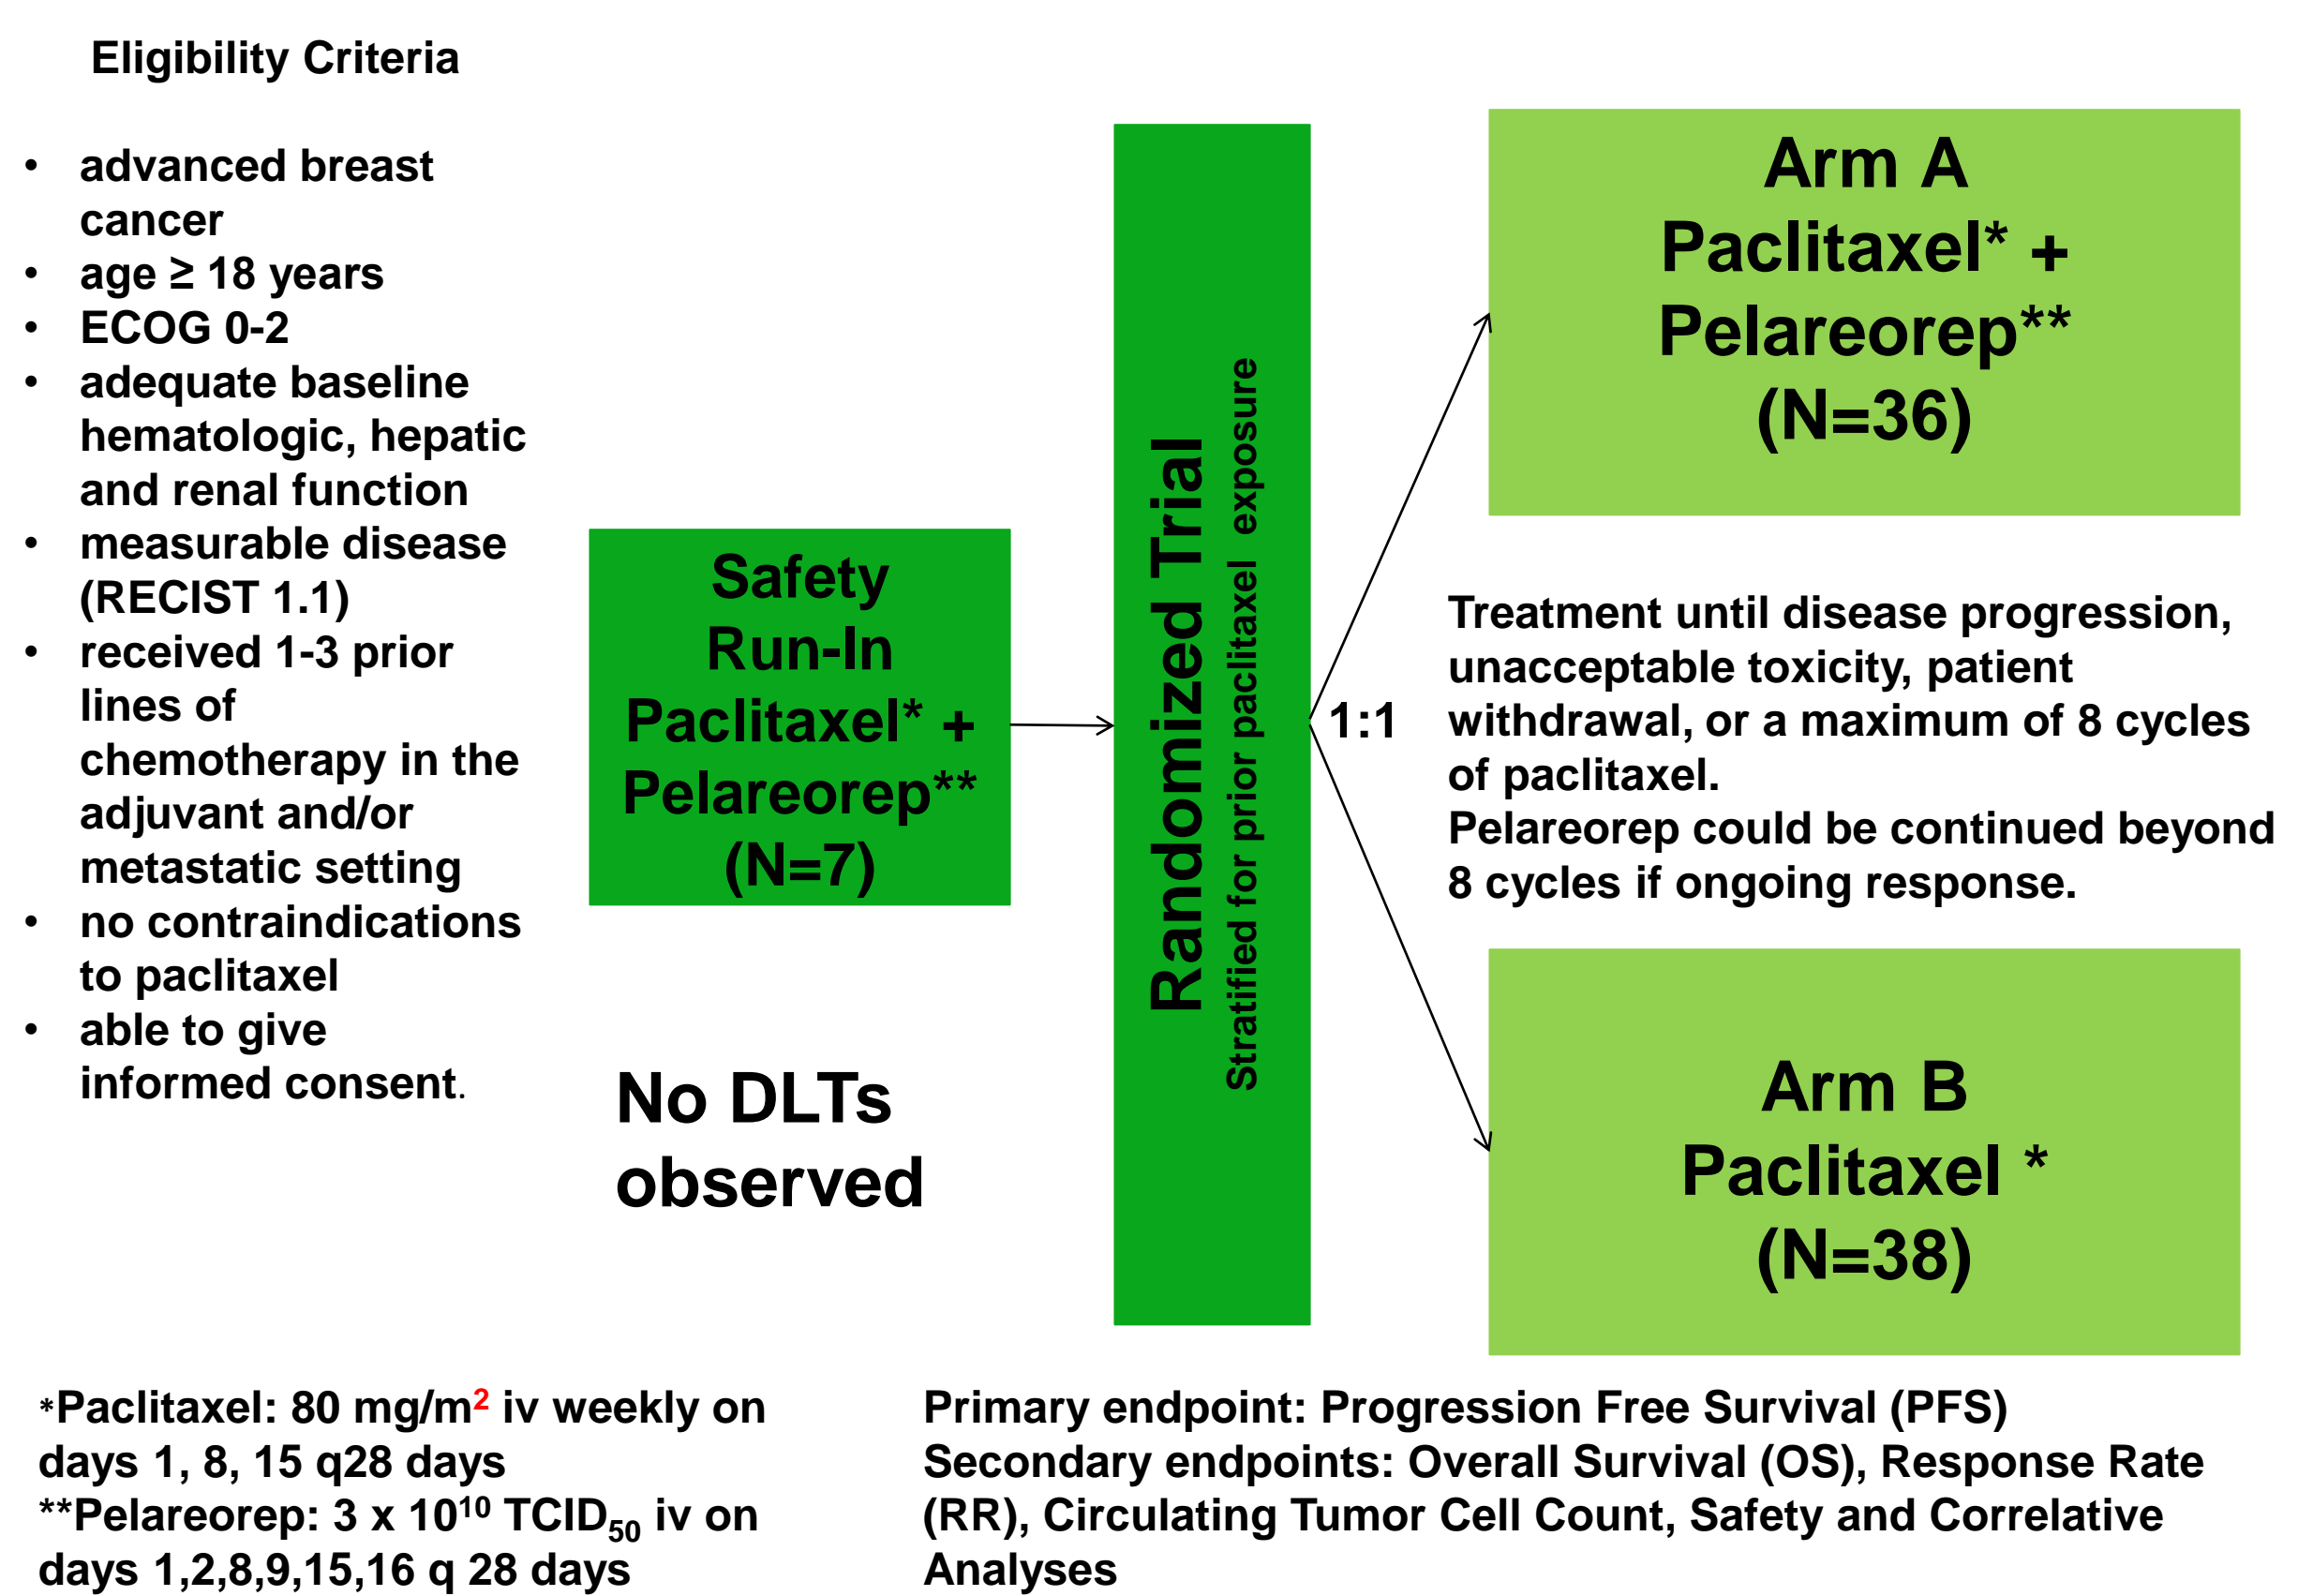 Eligibility Criteria
• advanced breast
cancer
• age ≥ 18 years
• ECOG 0-2
• adequate baseline
hematologic, hepatic
and renal function
• measurable disease
(RECIST 1.1)
• received 1-3 prior
lines of
chemotherapy in the
adjuvant and/or
metastatic setting
• no contraindications
to paclitaxel
• able to give
informed consent.
Safety
Run-In
Paclitaxel* +
Pelareorep**
(N=7)
No DLTs
observed
Randomized Trial
Stratified for prior paclitaxel exposure
1:1
Arm A
Paclitaxel* +
Pelareorep**
(N=36)
Treatment until disease progression,
unacceptable toxicity, patient
withdrawal, or a maximum of 8 cycles
of paclitaxel.
Pelareorep could be continued beyond
8 cycles if ongoing response.
Arm B
Paclitaxel *
(N=38)
*Paclitaxel: 80 mg/m² iv weekly on
days 1, 8, 15 q28 days
**Pelareorep: 3 x 10¹⁰ TCID₅₀ iv on
days 1,2,8,9,15,16 q 28 days
Primary endpoint: Progression Free Survival (PFS)
Secondary endpoints: Overall Survival (OS), Response Rate
(RR), Circulating Tumor Cell Count, Safety and Correlative
Analyses